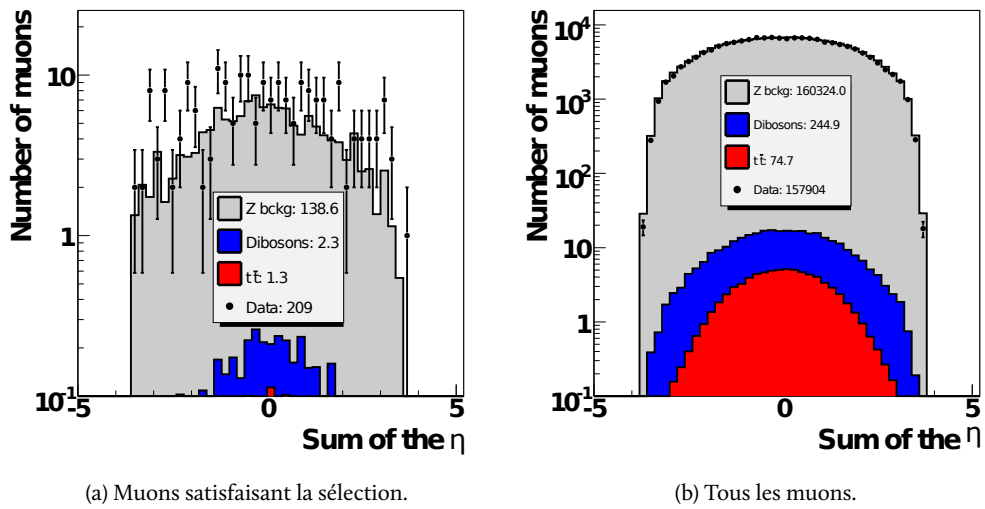 Number of muons
10
1
10-1
-5
0
5
Sum of the η
Z bckg: 138.6
Dibosons: 2.3
tt̄: 1.3
Data: 209
(a) Muons satisfaisant la sélection.
Number of muons
10⁴
10³
10²
10
1
10-1
-5
0
5
Sum of the η
Z bckg: 160324.0
Dibosons: 244.9
tt̄: 74.7
Data: 157904
(b) Tous les muons.